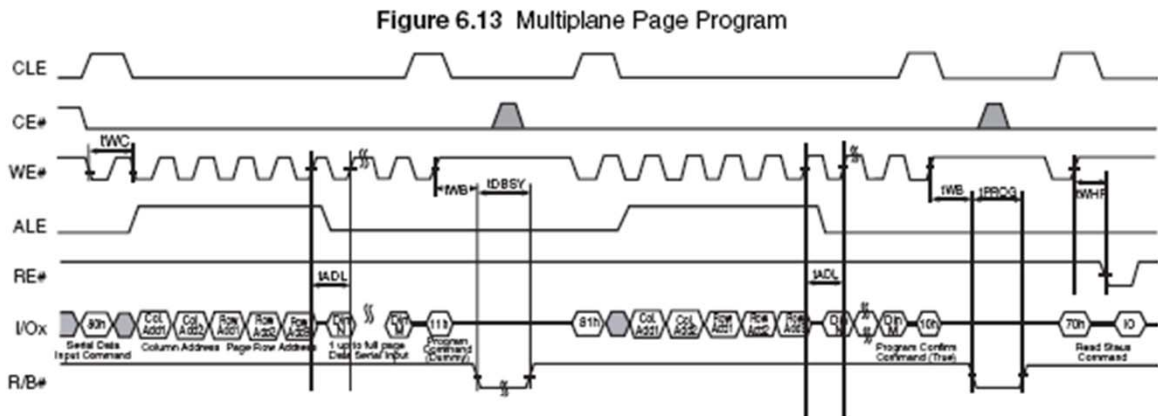 Figure 6.13 Multiplane Page Program
CLE
CE#
tWC
WE#
tWB
tDBSY
tWB
tPROG
tWHR
ALE
RE#
tADL
tADL
I/Ox
80h
Col. Add1
Col. Add2
Row Add1
Row Add2
Row Add3
Din N
Din M
11h
81h
Col. Add1
Col. Add2
Row Add1
Row Add2
Row Add3
Din N
Din M
10h
70h
IO
Serial Data
Input Command
Column Address
Page Row Address
1 up to full page
Data Serial Input
Program
Command
(Dummy)
Program Confirm
Command (True)
Read Staus
Command
R/B#